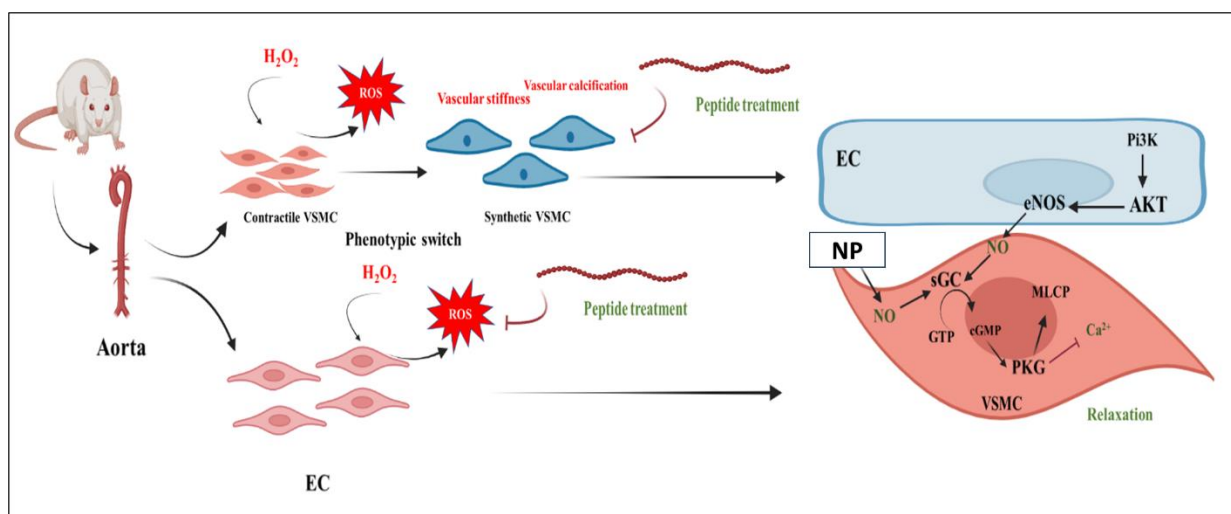 H₂O₂
ROS
Vascular stiffness
Vascular calcification
Peptide treatment
Contractile VSMC
Synthetic VSMC
Phenotypic switch
Aorta
H₂O₂
ROS
Peptide treatment
EC
EC
Pi3K
eNOS
AKT
NP
NO
NO
sGC
MLCP
GTP
cGMP
Ca²⁺
PKG
VSMC
Relaxation